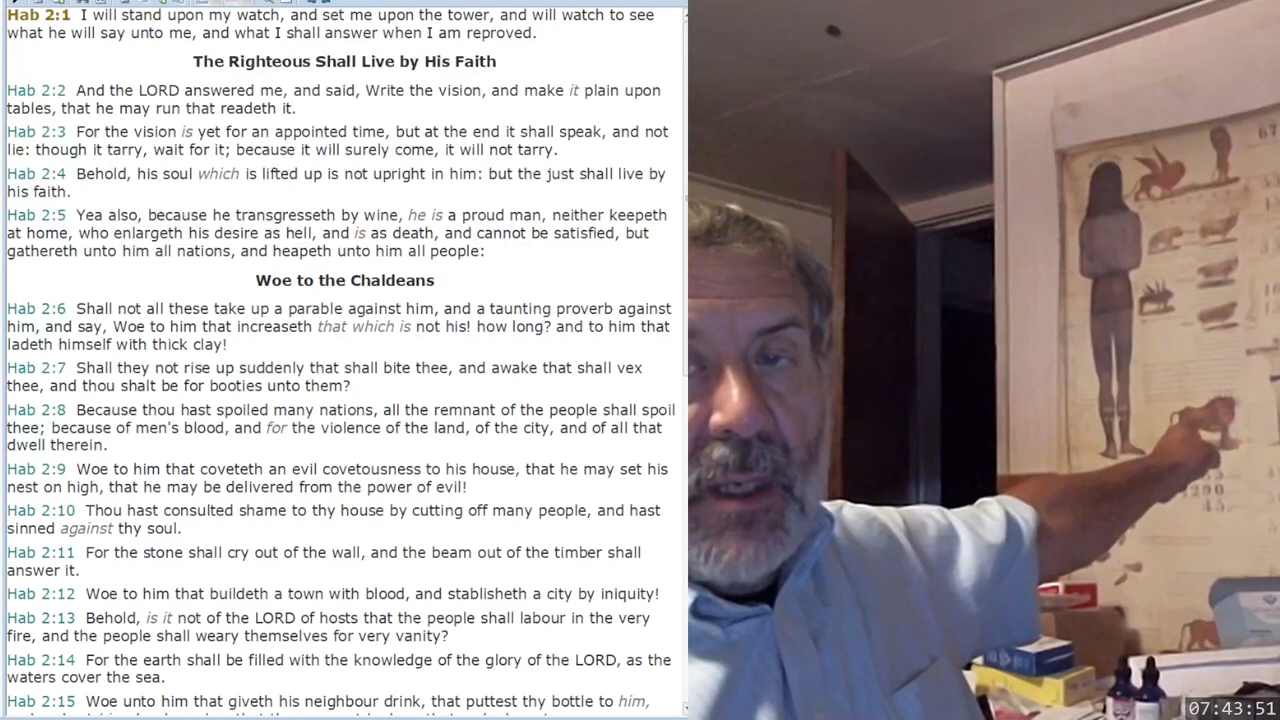 Hab 2:1 I will stand upon my watch, and set me upon the tower, and will watch to see
what he will say unto me, and what I shall answer when I am reproved.
The Righteous Shall Live by His Faith
Hab 2:2 And the LORD answered me, and said, Write the vision, and make it plain upon
tables, that he may run that readeth it.
Hab 2:3 For the vision is yet for an appointed time, but at the end it shall speak, and not
lie: though it tarry, wait for it; because it will surely come, it will not tarry.
Hab 2:4 Behold, his soul which is lifted up is not upright in him: but the just shall live by
his faith.
Hab 2:5 Yea also, because he transgresseth by wine, he is a proud man, neither keepeth
at home, who enlargeth his desire as hell, and is as death, and cannot be satisfied, but
gathereth unto him all nations, and heapeth unto him all people:
Woe to the Chaldeans
Hab 2:6 Shall not all these take up a parable against him, and a taunting proverb against
him, and say, Woe to him that increaseth that which is not his! how long? and to him that
ladeth himself with thick clay!
Hab 2:7 Shall they not rise up suddenly that shall bite thee, and awake that shall vex
thee, and thou shalt be for booties unto them?
Hab 2:8 Because thou hast spoiled many nations, all the remnant of the people shall spoil
thee; because of men's blood, and for the violence of the land, of the city, and of all that
dwell therein.
Hab 2:9 Woe to him that coveteth an evil covetousness to his house, that he may set his
nest on high, that he may be delivered from the power of evil!
Hab 2:10 Thou hast consulted shame to thy house by cutting off many people, and hast
sinned against thy soul.
Hab 2:11 For the stone shall cry out of the wall, and the beam out of the timber shall
answer it.
Hab 2:12 Woe to him that buildeth a town with blood, and stablisheth a city by iniquity!
Hab 2:13 Behold, is it not of the LORD of hosts that the people shall labour in the very
fire, and the people shall weary themselves for very vanity?
Hab 2:14 For the earth shall be filled with the knowledge of the glory of the LORD, as the
waters cover the sea.
Hab 2:15 Woe unto him that giveth his neighbour drink, that puttest thy bottle to him,
67
1290
45
07:43:51